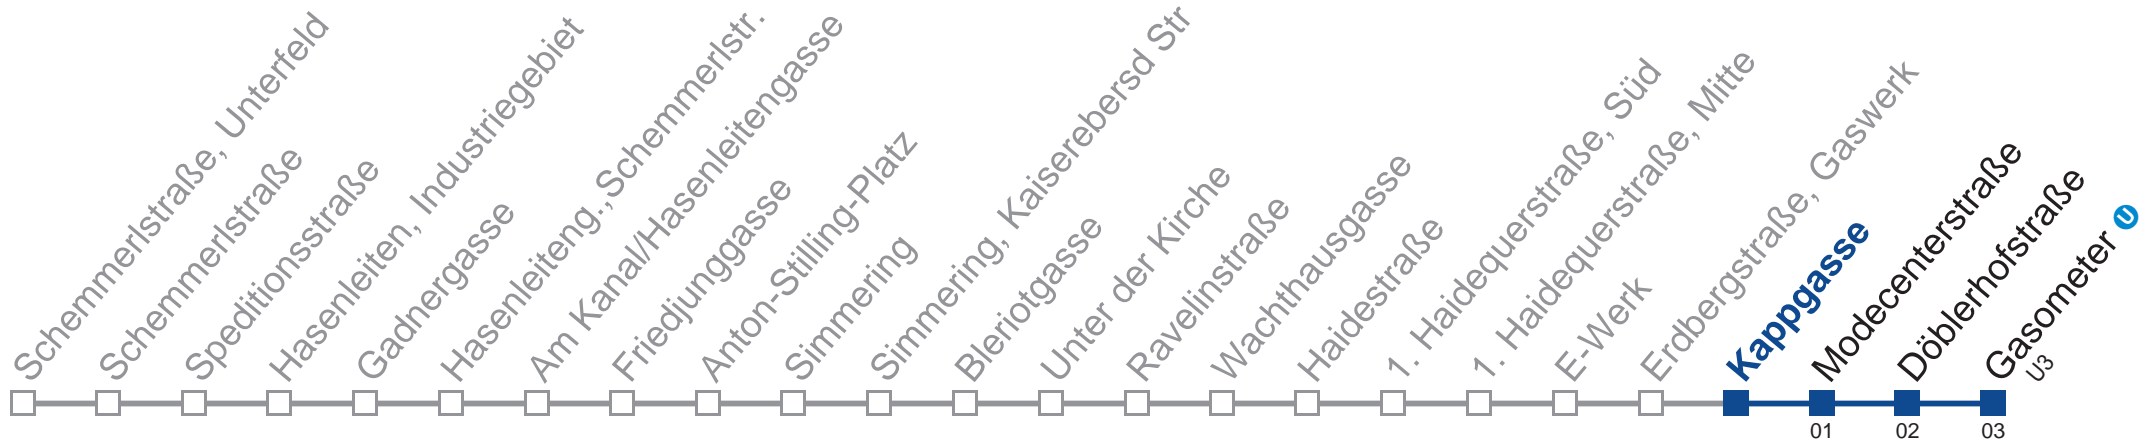 Schemmerlstraße, Unterfeld
Schemmerlstraße
Speditionsstraße
Hasenleiten, Industriegebiet
Gadnergasse
Hasenleiteng.,Schemmerlstr.
Am Kanal/Hasenleitengasse
Friedjunggasse
Anton-Stilling-Platz
Simmering
Simmering, Kaiserebersd Str
Bleriotgasse
Unter der Kirche
Ravelinstraße
Wachthausgasse
Haidestraße
1. Haidequerstraße, Süd
1. Haidequerstraße, Mitte
E-Werk
Erdbergstraße, Gaswerk
Kappgasse
Modecenterstraße
Döblerhofstraße
Gasometer U
U3
01
02
03